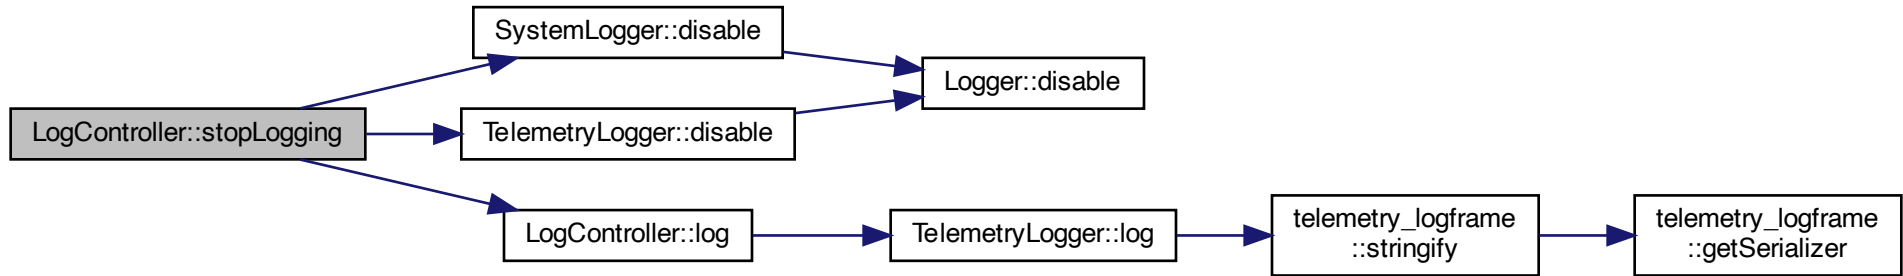 SystemLogger::disable
Logger::disable
LogController::stopLogging
TelemetryLogger::disable
LogController::log
TelemetryLogger::log
telemetry_logframe
::stringify
telemetry_logframe
::getSerializer